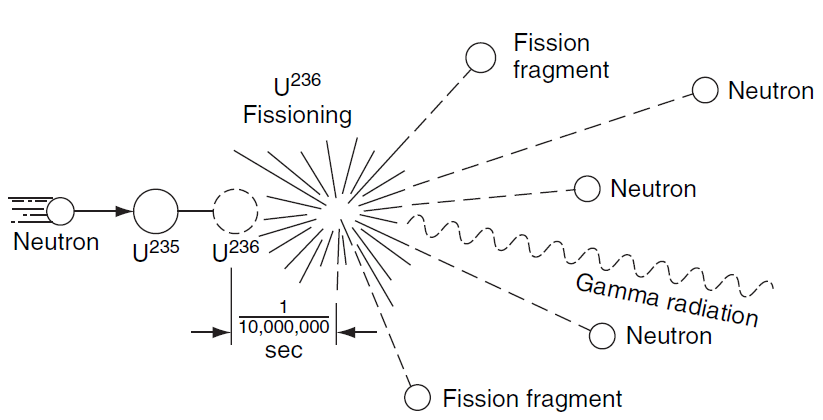 Fission
fragment
U236
Fissioning
Neutron
Neutron
Neutron
U235
U236
Gamma radiation
1
10,000,000
sec
Neutron
Fission fragment